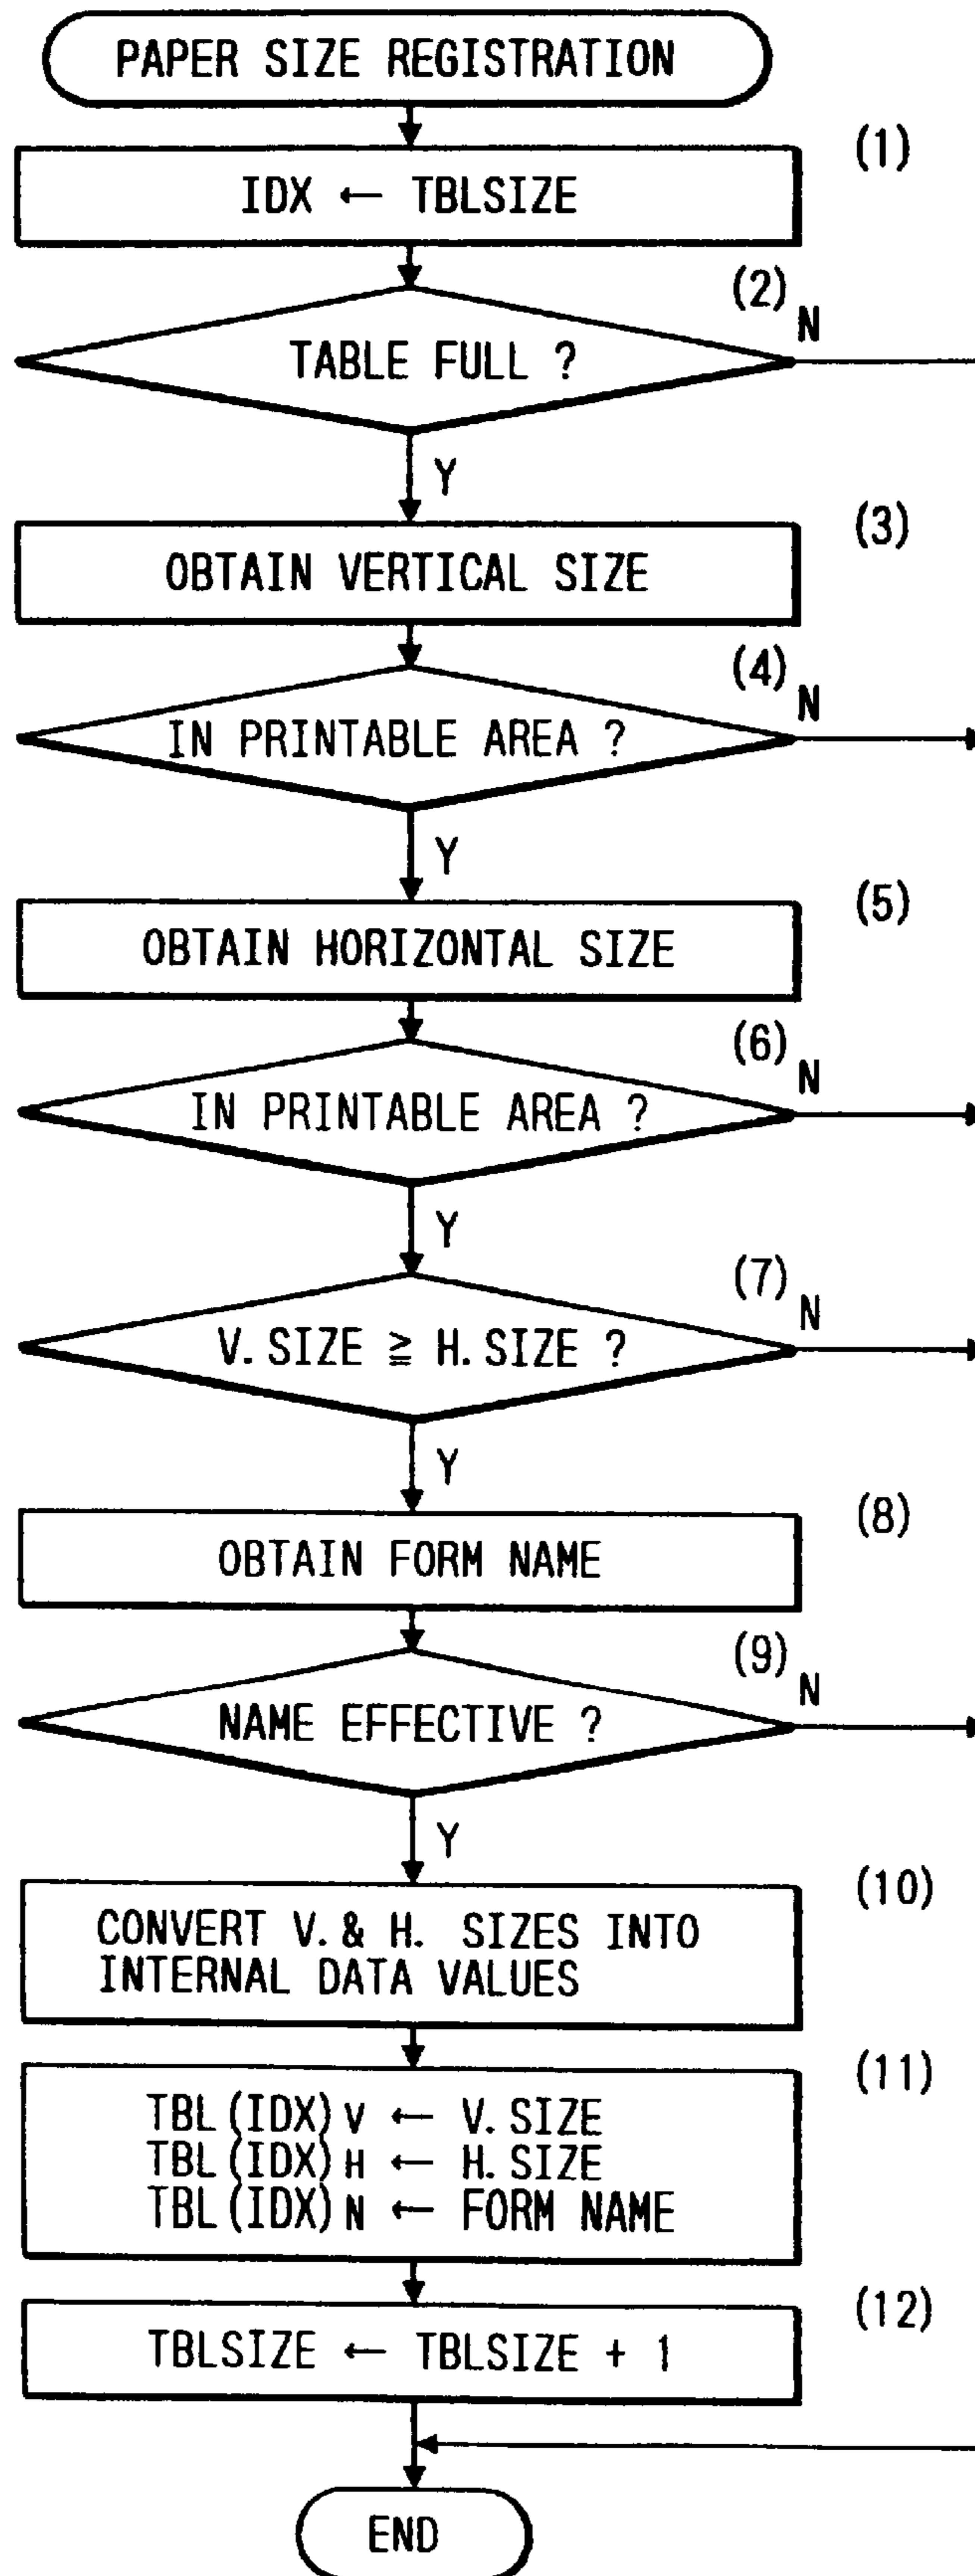 PAPER SIZE REGISTRATION
(1)
IDX ← TBLSIZE
(2)
N
TABLE FULL ?
Y
(3)
OBTAIN VERTICAL SIZE
(4)
N
IN PRINTABLE AREA ?
Y
(5)
OBTAIN HORIZONTAL SIZE
(6)
N
IN PRINTABLE AREA ?
Y
(7)
N
V.SIZE ≧ H.SIZE ?
Y
(8)
OBTAIN FORM NAME
(9)
N
NAME EFFECTIVE ?
Y
(10)
CONVERT V.& H. SIZES INTO
INTERNAL DATA VALUES
(11)
TBL(IDX)V ← V.SIZE
TBL(IDX)H ← H.SIZE
TBL(IDX)N ← FORM NAME
(12)
TBLSIZE ← TBLSIZE + 1
END